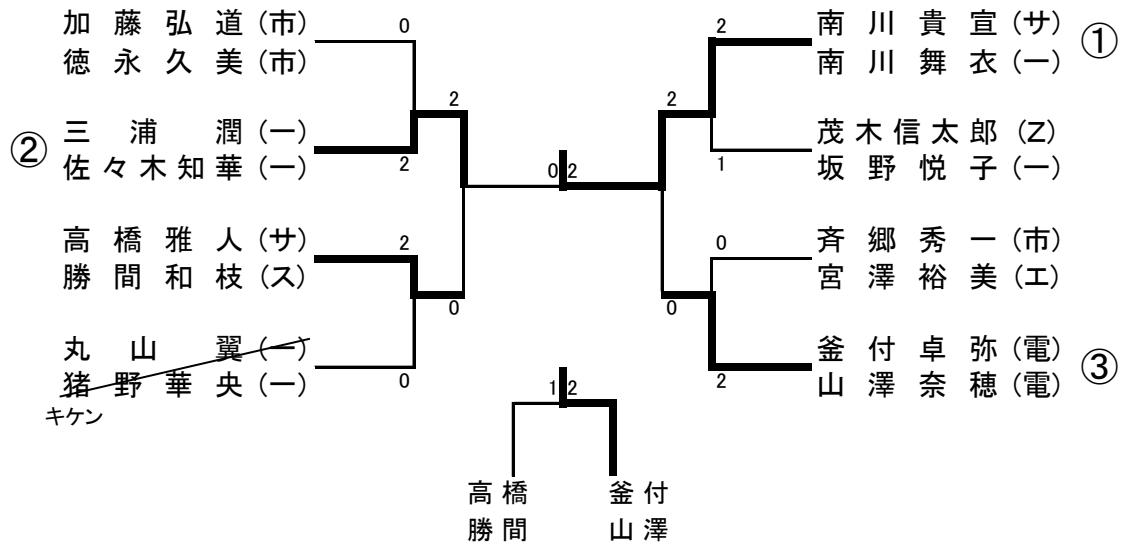 加藤弘道(市)
徳永久美(市)
0
②
三浦潤(一)
佐々木知華(一)
2
2
高橋雅人(サ)
勝間和枝(ス)
2
0
丸山翼(一)
猪野華央(一)
0
キケン
0 2
南川貴宣(サ)
南川舞衣(一)
①
2
2
茂木信太郎(Z)
坂野悦子(一)
1
斉郷秀一(市)
宮澤裕美(エ)
0
0
釜付卓弥(電)
山澤奈穂(電)
③
2
1 2
高橋
勝間
釜付
山澤